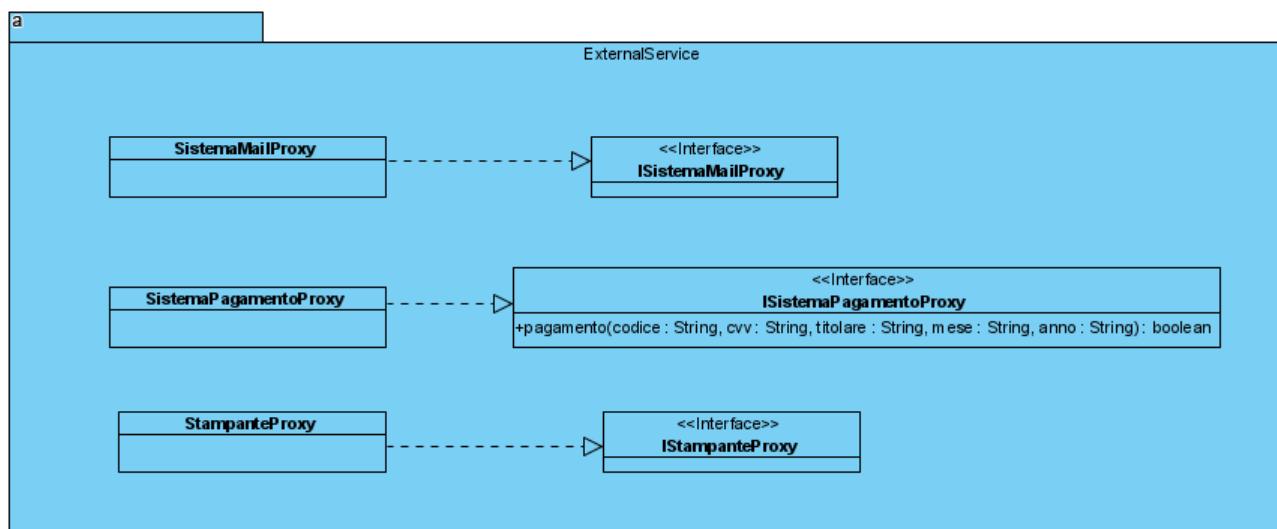 a
ExternalService
SistemaMailProxy
<<Interface>>
ISistemaMailProxy
SistemaPagamentoProxy
<<Interface>>
ISistemaPagamentoProxy
+pagamento(codice : String, cvv : String, titolare : String, mese : String, anno : String) : boolean
StampanteProxy
<<Interface>>
IStampanteProxy